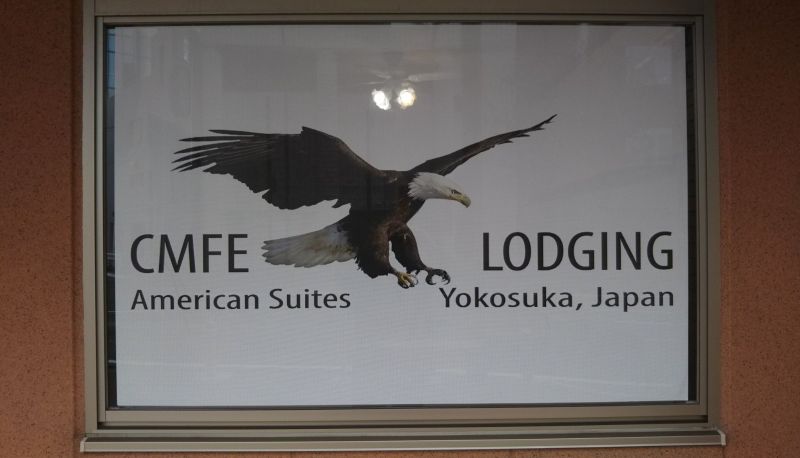 CMFE LODGING
American Suites Yokosuka, Japan